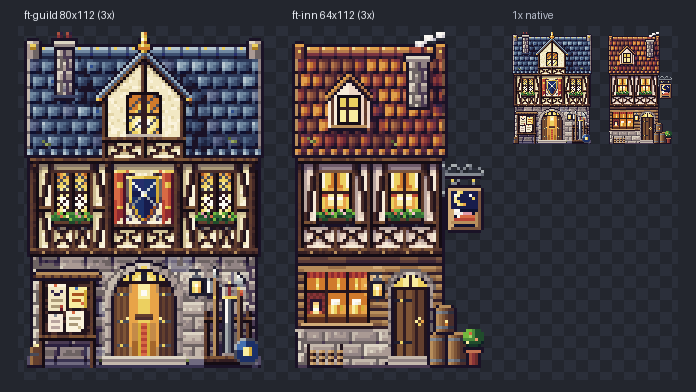 ft-guild 80x112 (3x)
ft-inn 64x112 (3x)
1x native